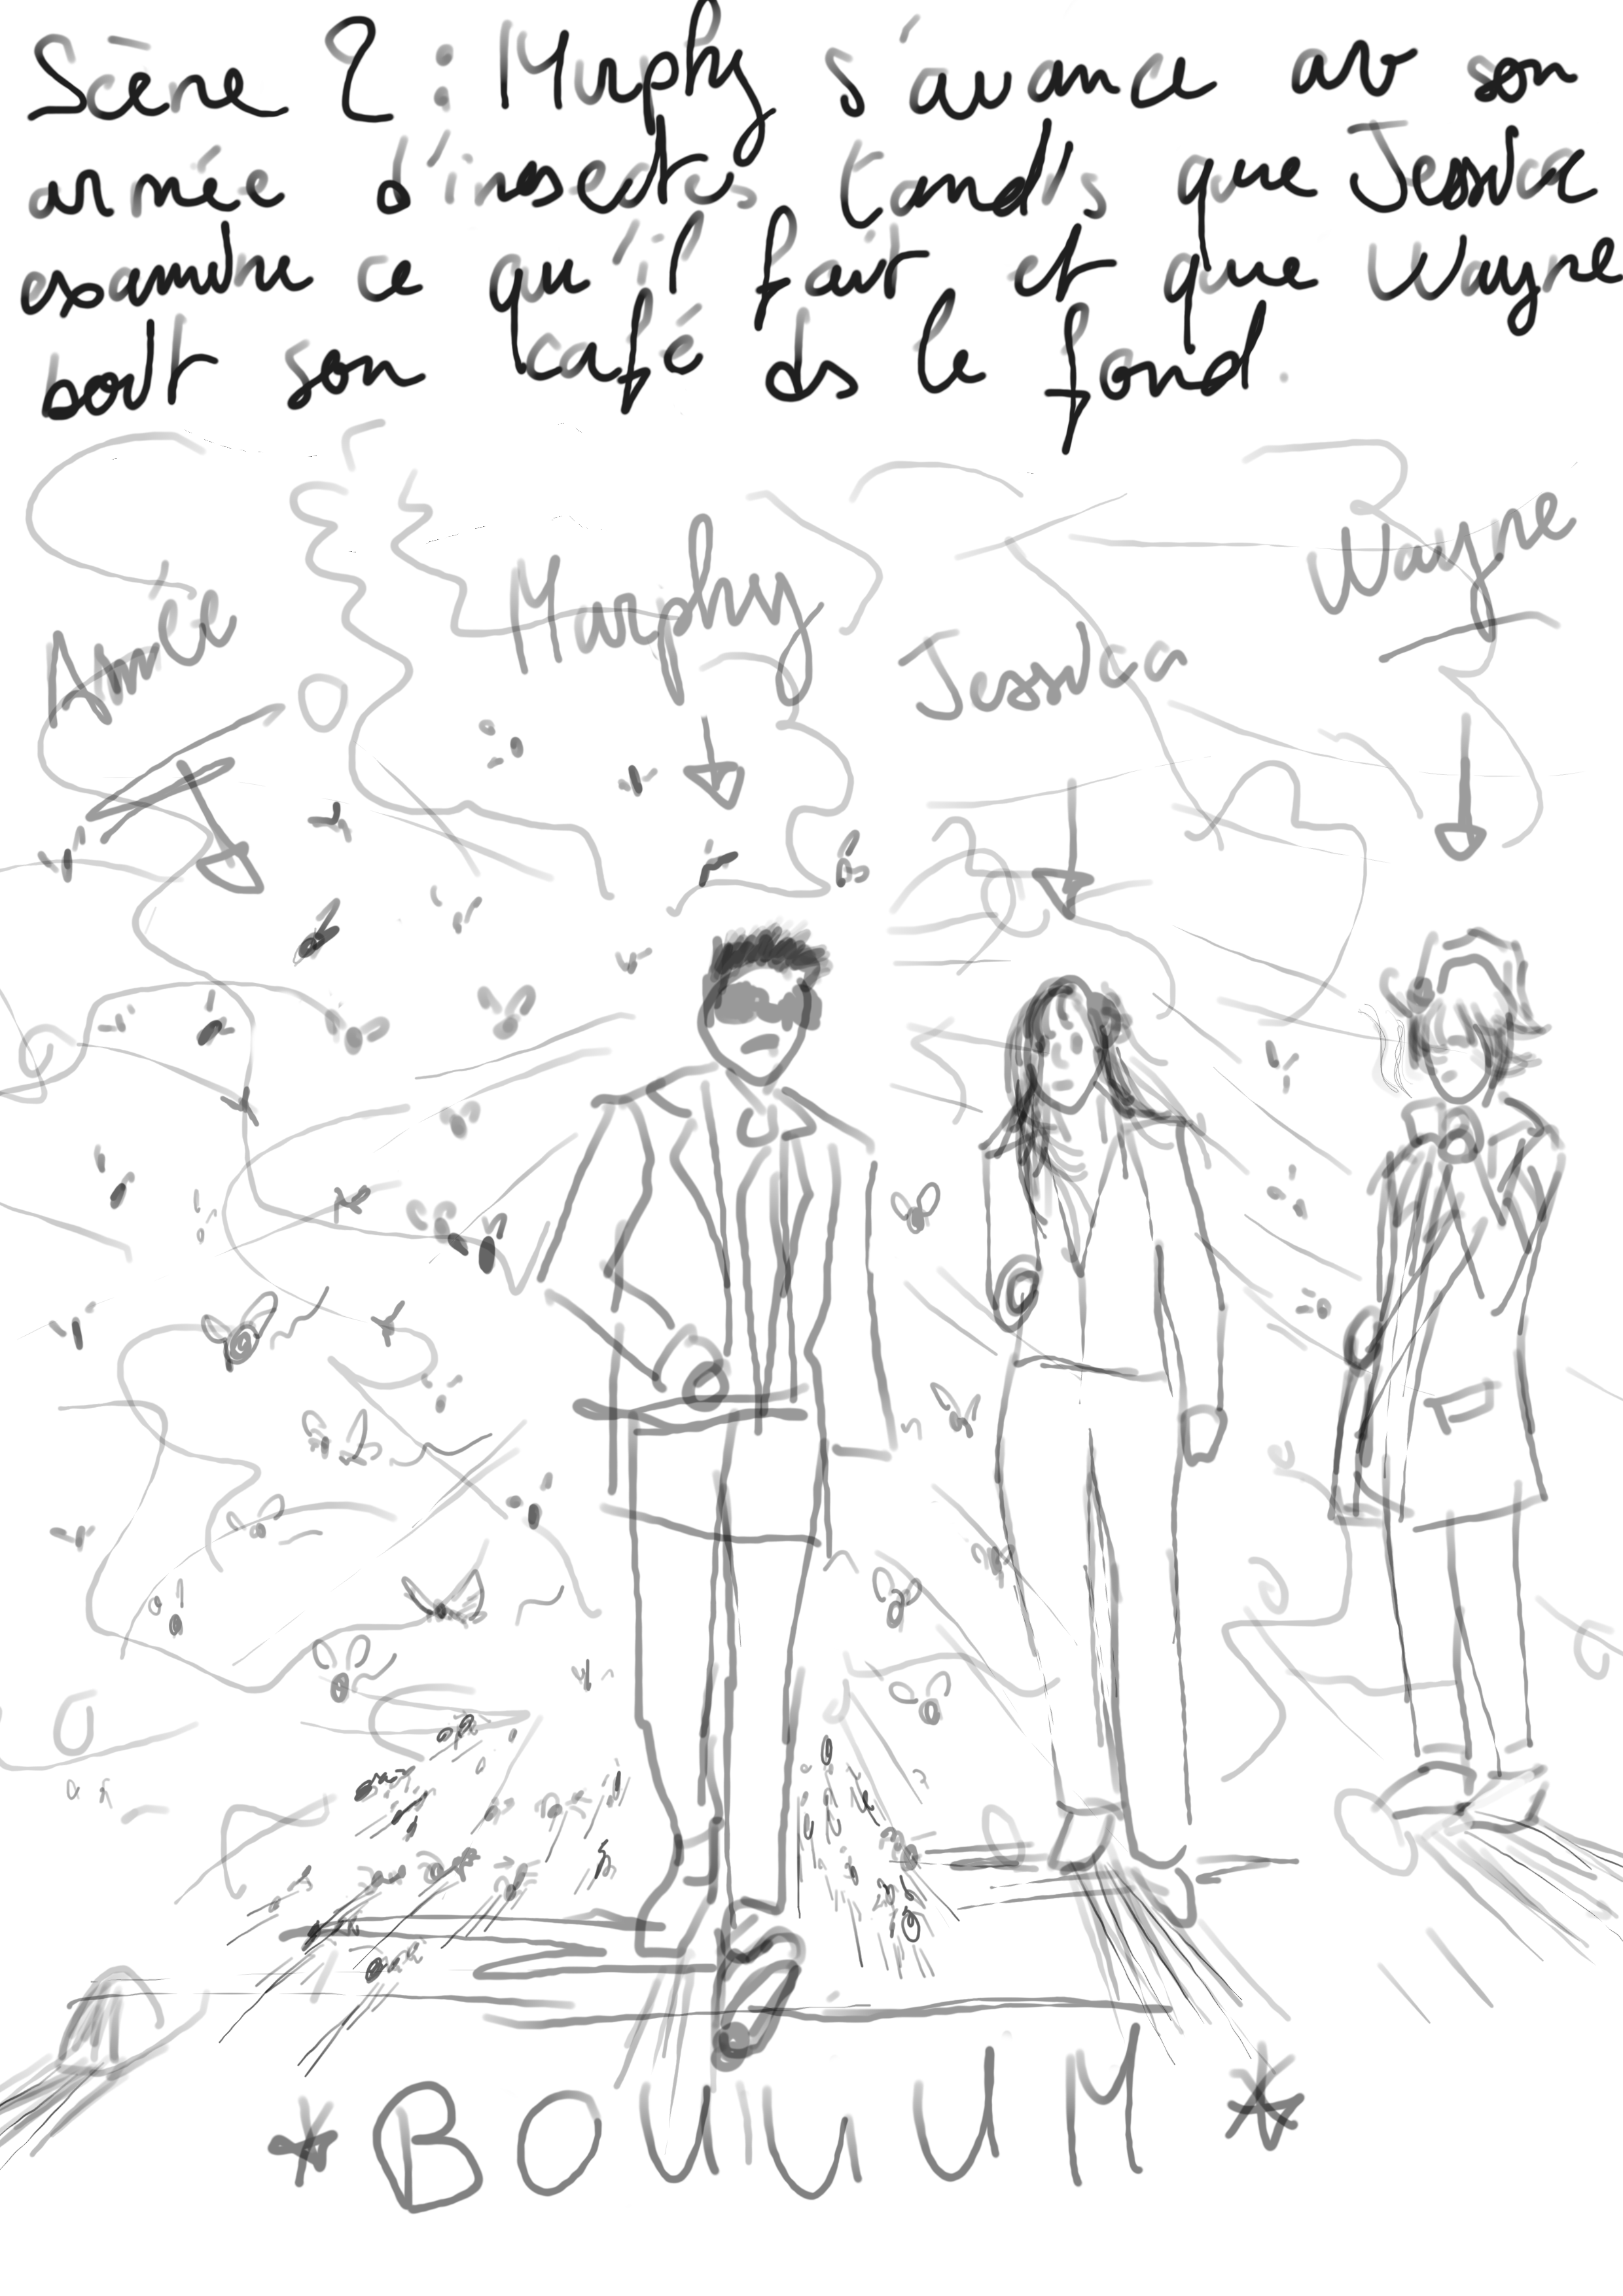 Scène 2 : Murphy s'avance av son
armée d'insectes tandis que Jessica
examine ce qu'il fait et que Wayne
boit son café ds le fond.
Armée
Murphy
Jessica
Wayne
* BOUUUM *